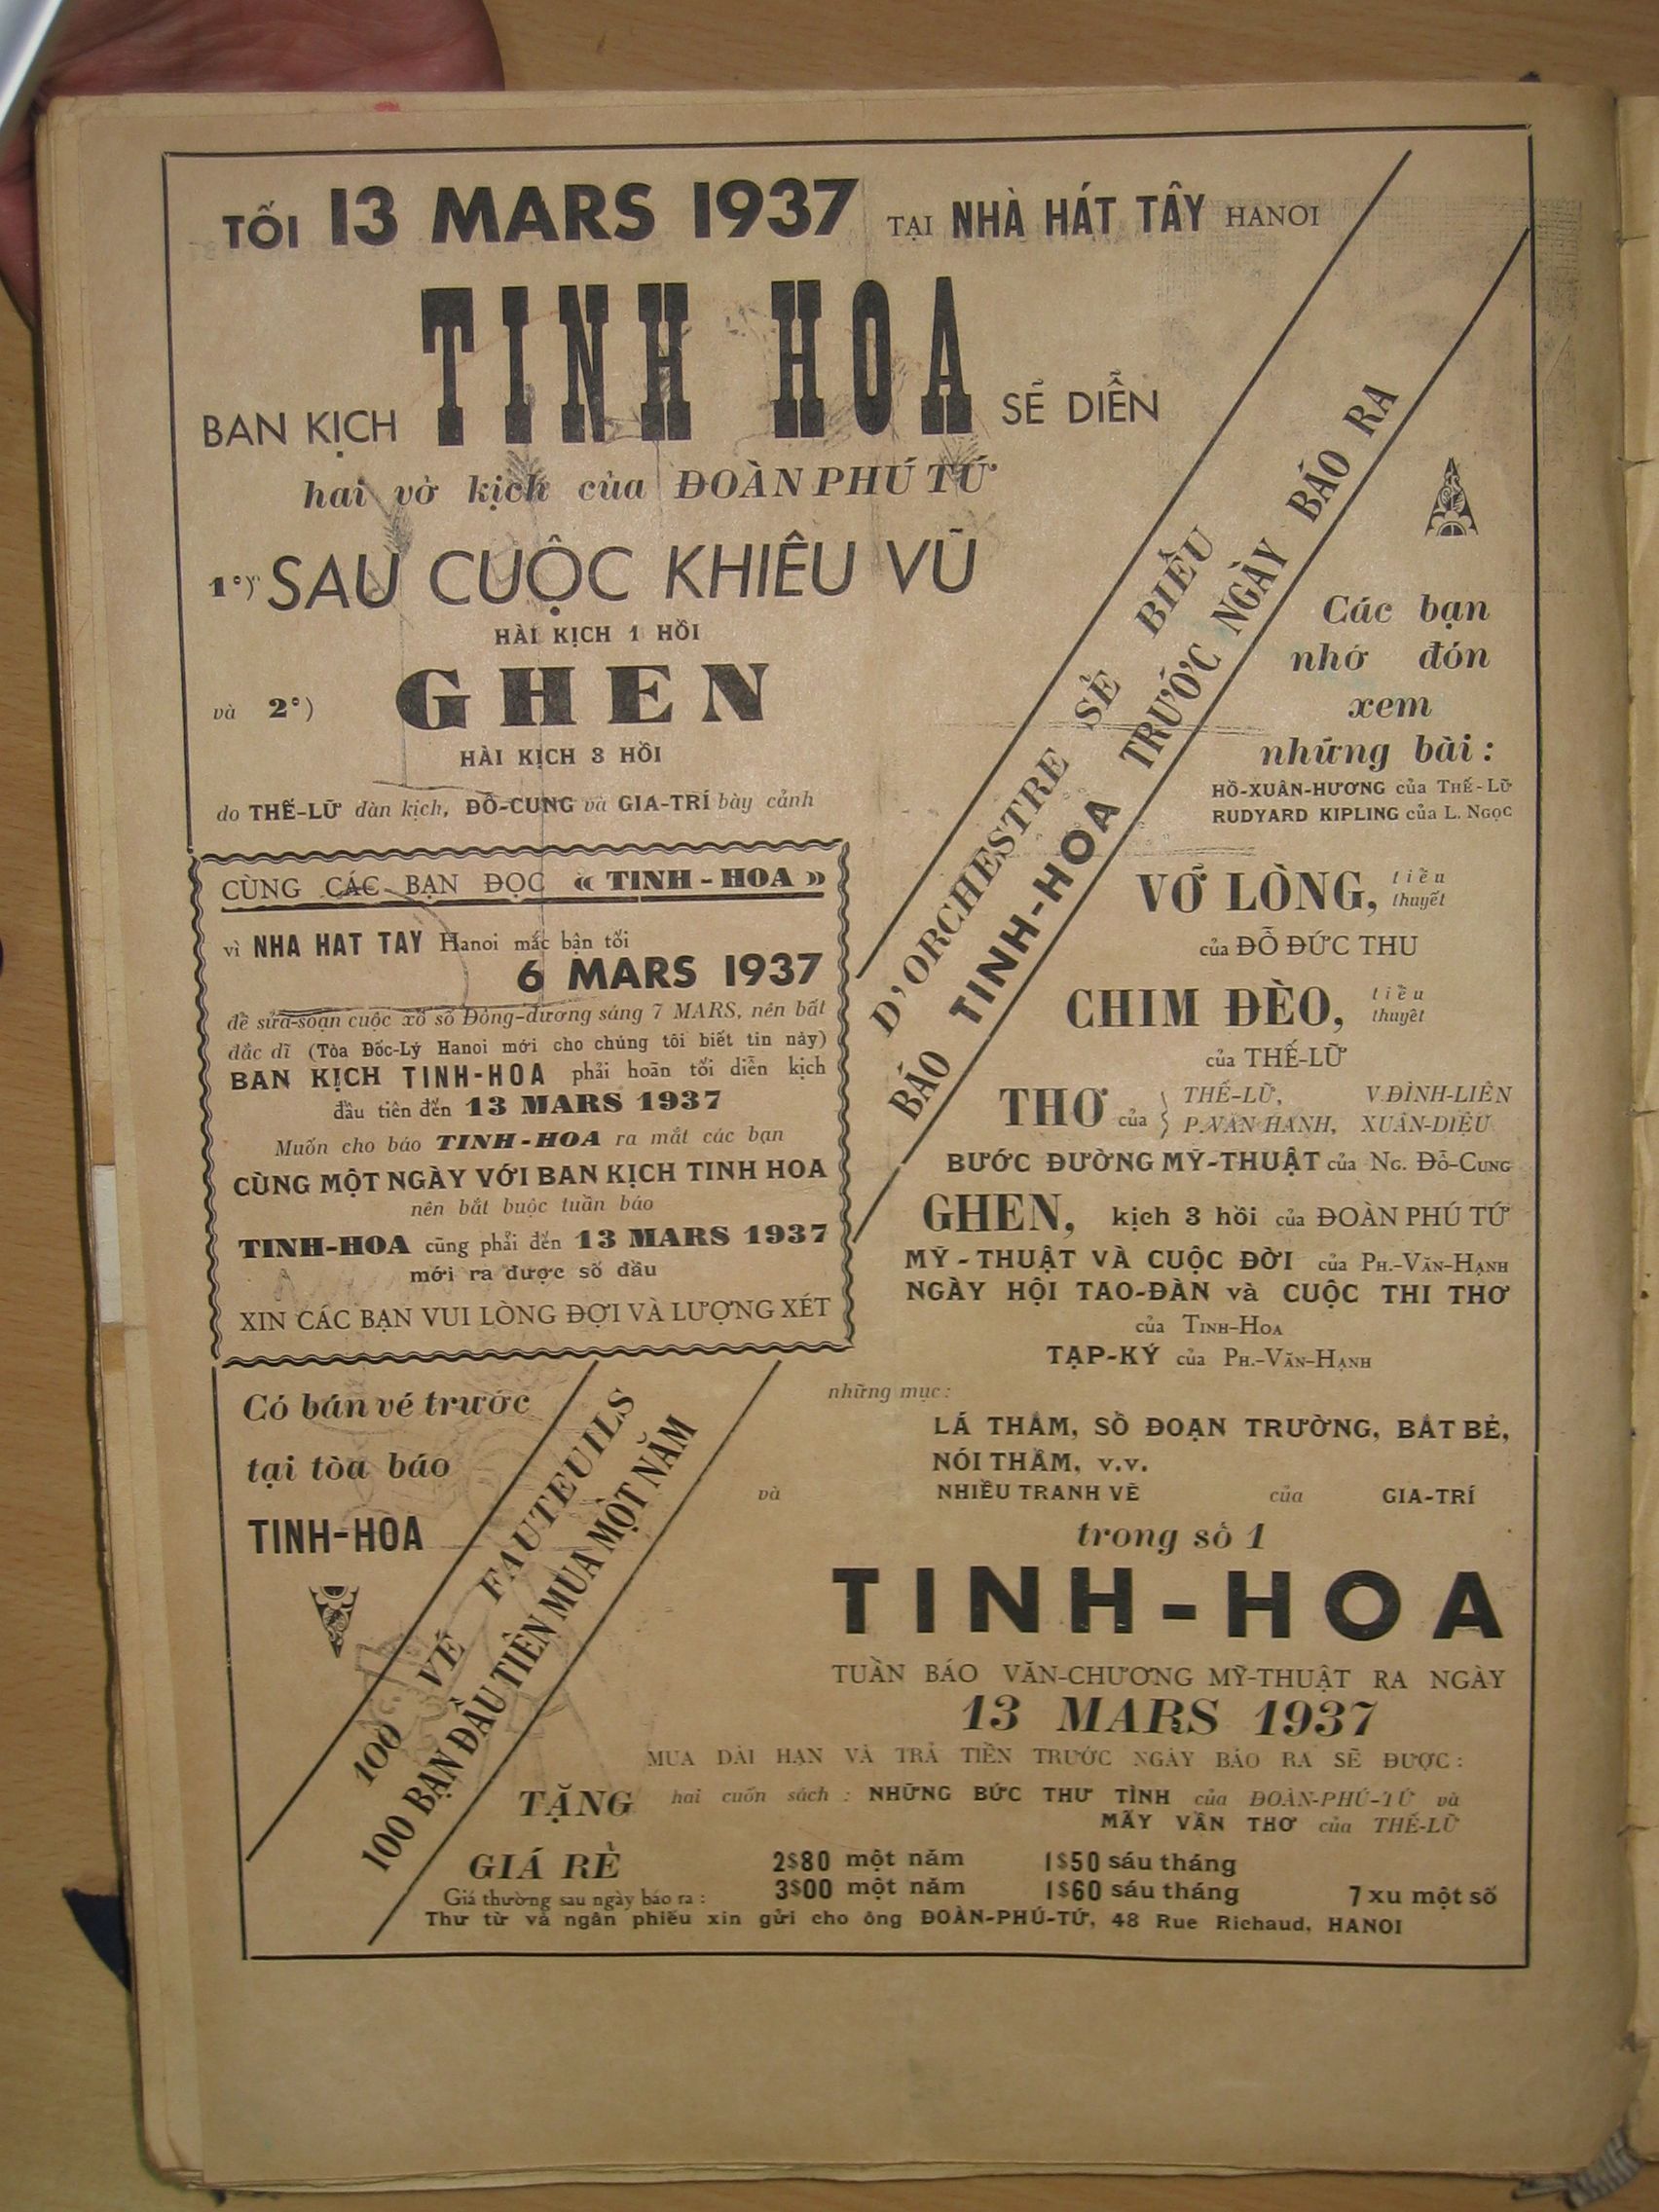 TỐI 13 MARS 1937 TẠI NHÀ HÁT TÂY HANOI
BAN KỊCH TINH HOA SẼ DIỄN
hai vở kịch của ĐOÀN PHÚ TỨ
1°) SAU CUỘC KHIÊU VŨ
HÀI KỊCH 1 HỒI
và 2°) GHEN
HÀI KỊCH 3 HỒI
do THẾ-LỮ dàn kịch, ĐỖ-CUNG và GIA-TRÍ bày cảnh
CÙNG CÁC BẠN ĐỌC « TINH-HOA »
vì NHA HAT TAY Hanoi mắc bận tối
6 MARS 1937
để sửa-soạn cuộc xổ số Đông-dương sáng 7 MARS, nên bất
đắc dĩ (Tòa Đốc-Lý Hanoi mới cho chúng tôi biết tin này)
BAN KỊCH TINH-HOA phải hoãn tối diễn kịch
đầu tiên đến 13 MARS 1937
Muốn cho báo TINH-HOA ra mắt các bạn
CÙNG MỘT NGÀY VỚI BAN KỊCH TINH HOA
nên bắt buộc tuần báo
TINH-HOA cũng phải đến 13 MARS 1937
mới ra được số đầu
XIN CÁC BẠN VUI LÒNG ĐỢI VÀ LƯỢNG XÉT
Có bán vé trước
tại tòa báo
TINH-HOA
100 VÉ FAUTEUILS D'ORCHESTRE SẼ BIẾU
100 BẠN ĐẦU TIÊN MUA MỘT NĂM BÁO TINH-HOA TRƯỚC NGÀY BÁO RA
Các bạn
nhớ đón
xem
những bài :
HỒ-XUÂN-HƯƠNG của THẾ-LỮ
RUDYARD KIPLING của L. NGỌC
VỠ LÒNG, tiểu thuyết
của ĐỖ ĐỨC THU
CHIM ĐÈO, tiểu thuyết
của THẾ-LỮ
THƠ của { THẾ-LỮ, V.ĐÌNH-LIÊN
P.VĂN HẠNH, XUÂN-DIỆU
BƯỚC ĐƯỜNG MỸ-THUẬT của NG. ĐỖ-CUNG
GHEN, kịch 3 hồi của ĐOÀN PHÚ TỨ
MỸ-THUẬT VÀ CUỘC ĐỜI của PH.-VĂN-HẠNH
NGÀY HỘI TAO-ĐÀN và CUỘC THI THƠ
của TINH-HOA
TẠP-KÝ của PH.-VĂN-HẠNH
những mục :
LÁ THẮM, SỔ ĐOẠN TRƯỜNG, BẮT BẺ,
NÓI THẦM, v.v.
và NHIỀU TRANH VẼ của GIA-TRÍ
trong số 1
TINH-HOA
TUẦN BÁO VĂN-CHƯƠNG MỸ-THUẬT RA NGÀY
13 MARS 1937
MUA DÀI HẠN VÀ TRẢ TIỀN TRƯỚC NGÀY BÁO RA SẼ ĐƯỢC :
TẶNG hai cuốn sách : NHỮNG BỨC THƯ TÌNH của ĐOÀN-PHÚ-TỨ và
MẤY VẦN THƠ của THẾ-LỮ
GIÁ RẺ 2$80 một năm 1$50 sáu tháng
Giá thường sau ngày báo ra : 3$00 một năm 1$60 sáu tháng 7 xu một số
Thư từ và ngân phiếu xin gửi cho ông ĐOÀN-PHÚ-TỨ, 48 Rue Richaud, HANOI